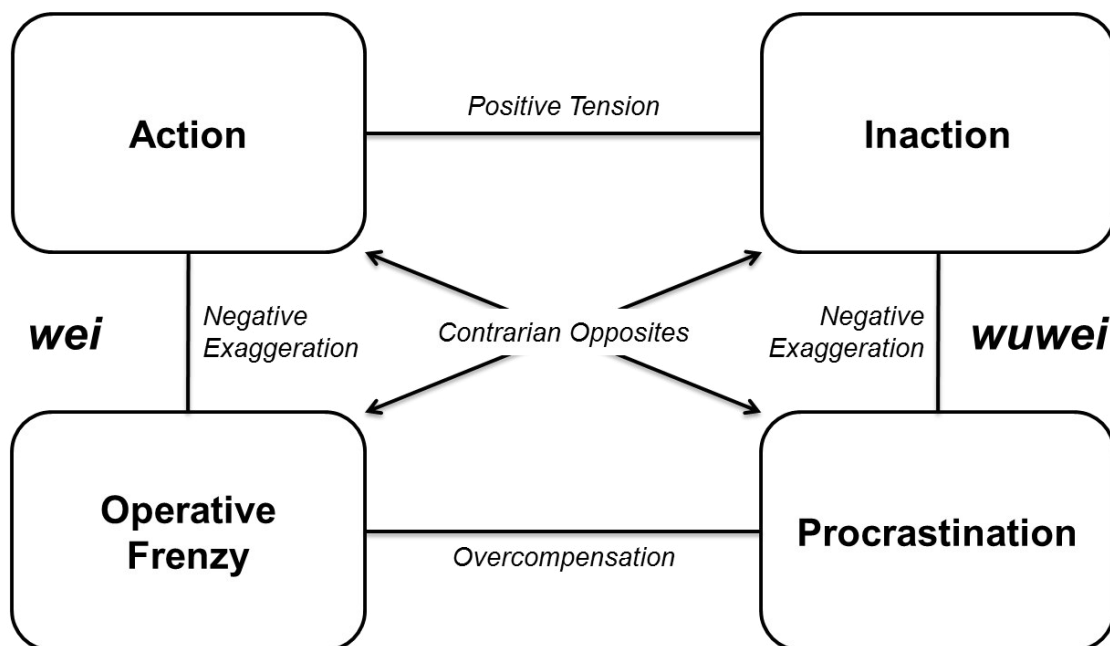 Action
Positive Tension
Inaction
wei
Negative
Exaggeration
Contrarian Opposites
Negative
Exaggeration
wuwei
Operative
Frenzy
Overcompensation
Procrastination